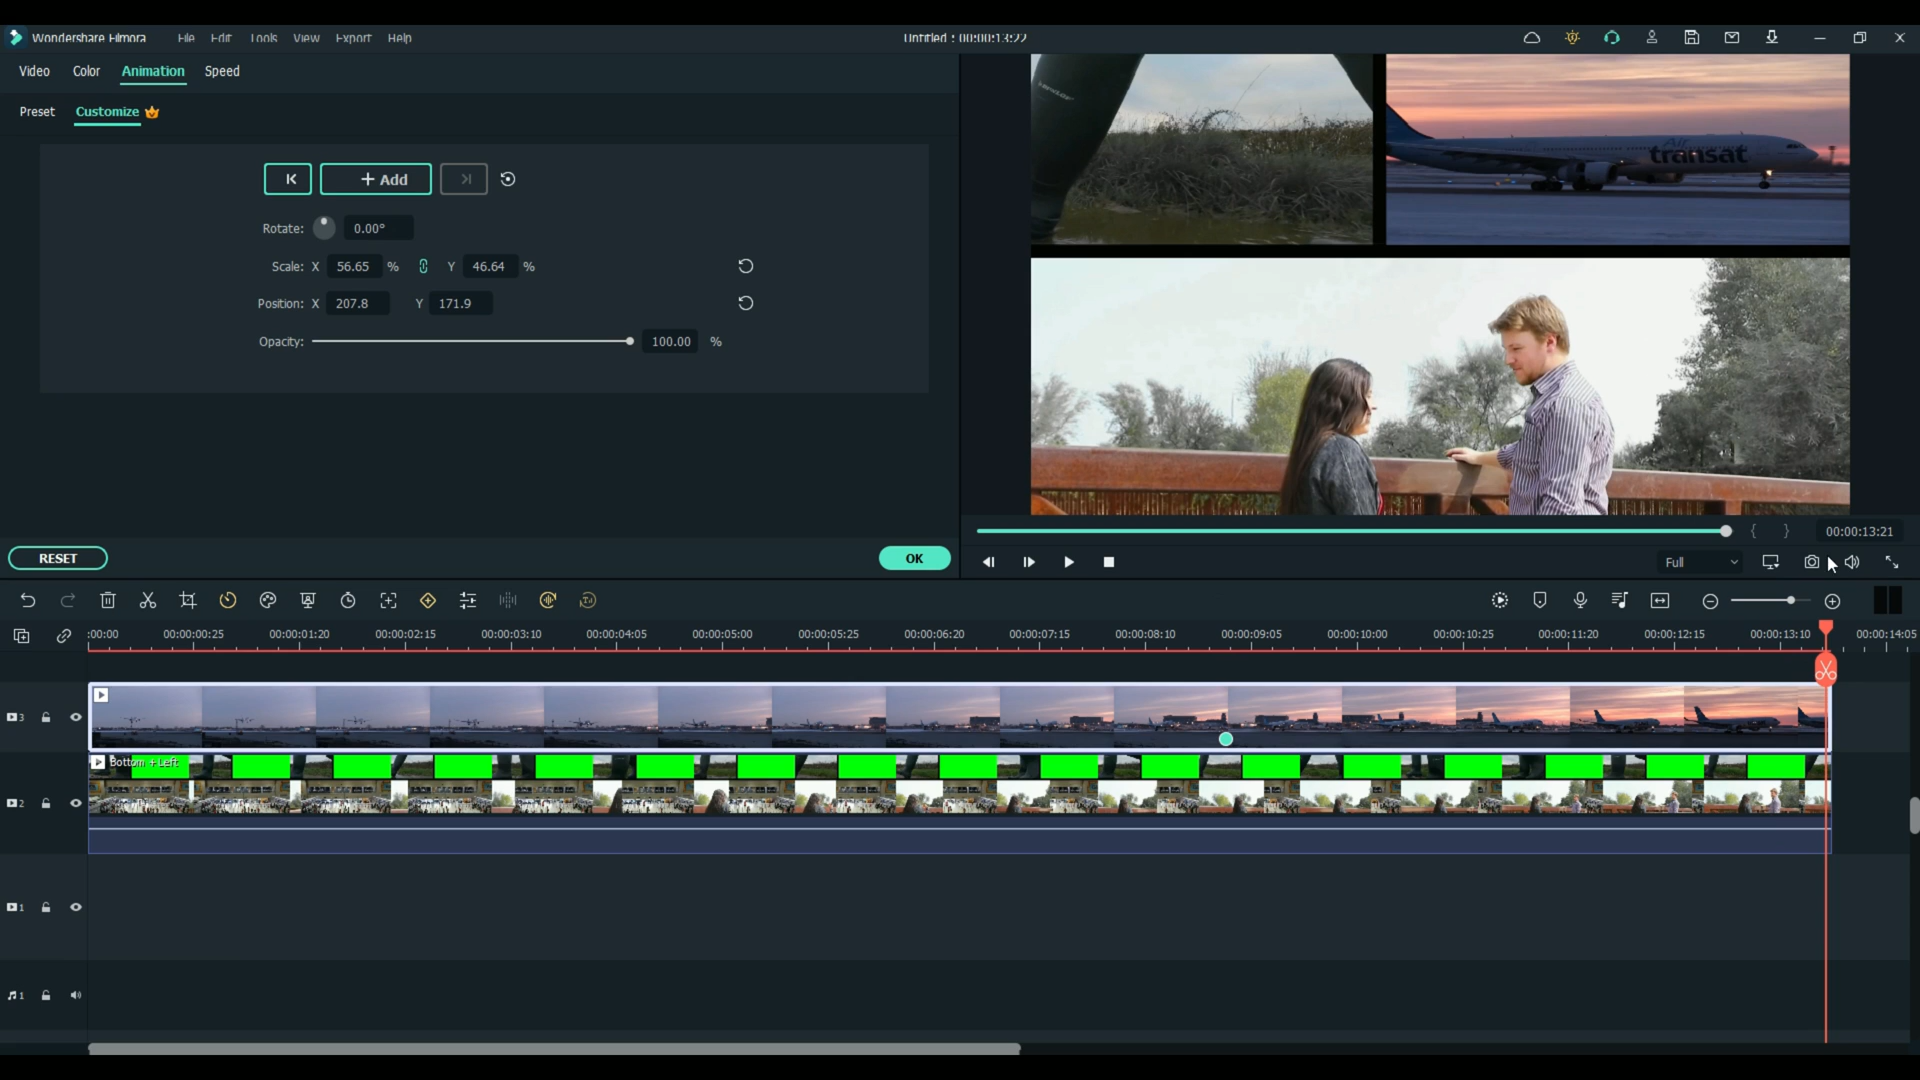 Wondershare Filmora File Edit Tools View Export Help Untitled : 00:00:13:22
Video Color Animation Speed
Preset Customize
+ Add
Rotate: 0.00°
Scale: X 56.65 % Y 46.64 %
Position: X 207.8 Y 171.9
Opacity: 100.00 %
RESET OK
Air
transat
00:00:13:21
Full
:00:00 00:00:00:25 00:00:01:20 00:00:02:15 00:00:03:10 00:00:04:05 00:00:05:00 00:00:05:25 00:00:06:20 00:00:07:15 00:00:08:10 00:00:09:05 00:00:10:00 00:00:10:25 00:00:11:20 00:00:12:15 00:00:13:10 00:00:14:05
3
Bottom + Left
2
1
1